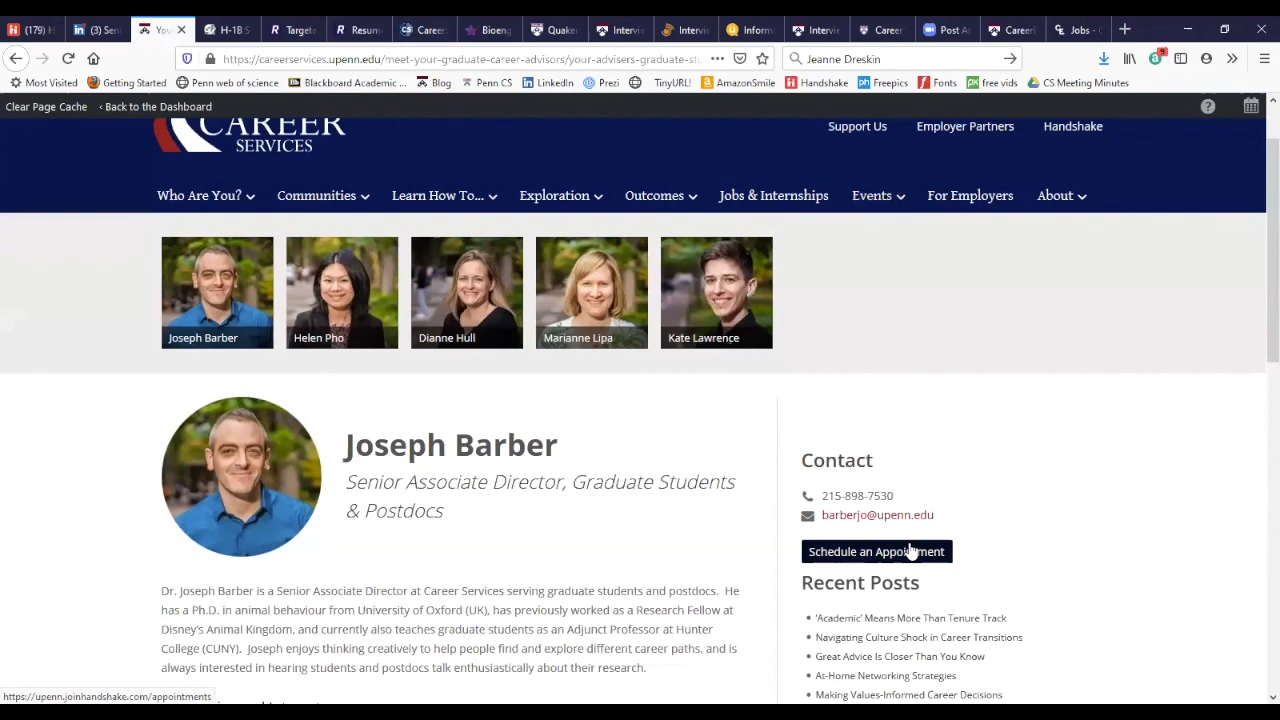 (179) H
(3) Sen
You
H-1B S
Targete
Resum
Career
Bioeng
Quaker
Intervie
Intervie
Inform
Intervie
Career
Post Ap
Career
Jobs -
https://careerservices.upenn.edu/meet-your-graduate-career-advisors/your-advisers-graduate-st
Jeanne Dreskin
9
Most Visited
Getting Started
Penn web of science
Blackboard Academic ...
Blog
Penn CS
LinkedIn
Prezi
TinyURL!
AmazonSmile
Handshake
Freepics
Fonts
free vids
CS Meeting Minutes
Clear Page Cache
‹ Back to the Dashboard
CAREER
SERVICES
Support Us
Employer Partners
Handshake
Who Are You?
Communities
Learn How To...
Exploration
Outcomes
Jobs & Internships
Events
For Employers
About
Joseph Barber
Helen Pho
Dianne Hull
Marianne Lipa
Kate Lawrence
Joseph Barber
Senior Associate Director, Graduate Students
& Postdocs
Dr. Joseph Barber is a Senior Associate Director at Career Services serving graduate students and postdocs. He
has a Ph.D. in animal behaviour from University of Oxford (UK), has previously worked as a Research Fellow at
Disney's Animal Kingdom, and currently also teaches graduate students as an Adjunct Professor at Hunter
College (CUNY). Joseph enjoys thinking creatively to help people find and explore different career paths, and is
always interested in hearing students and postdocs talk enthusiastically about their research.
Contact
215-898-7530
barberjo@upenn.edu
Schedule an Appointment
Recent Posts
'Academic' Means More Than Tenure Track
Navigating Culture Shock in Career Transitions
Great Advice Is Closer Than You Know
At-Home Networking Strategies
Making Values-Informed Career Decisions
https://upenn.joinhandshake.com/appointments